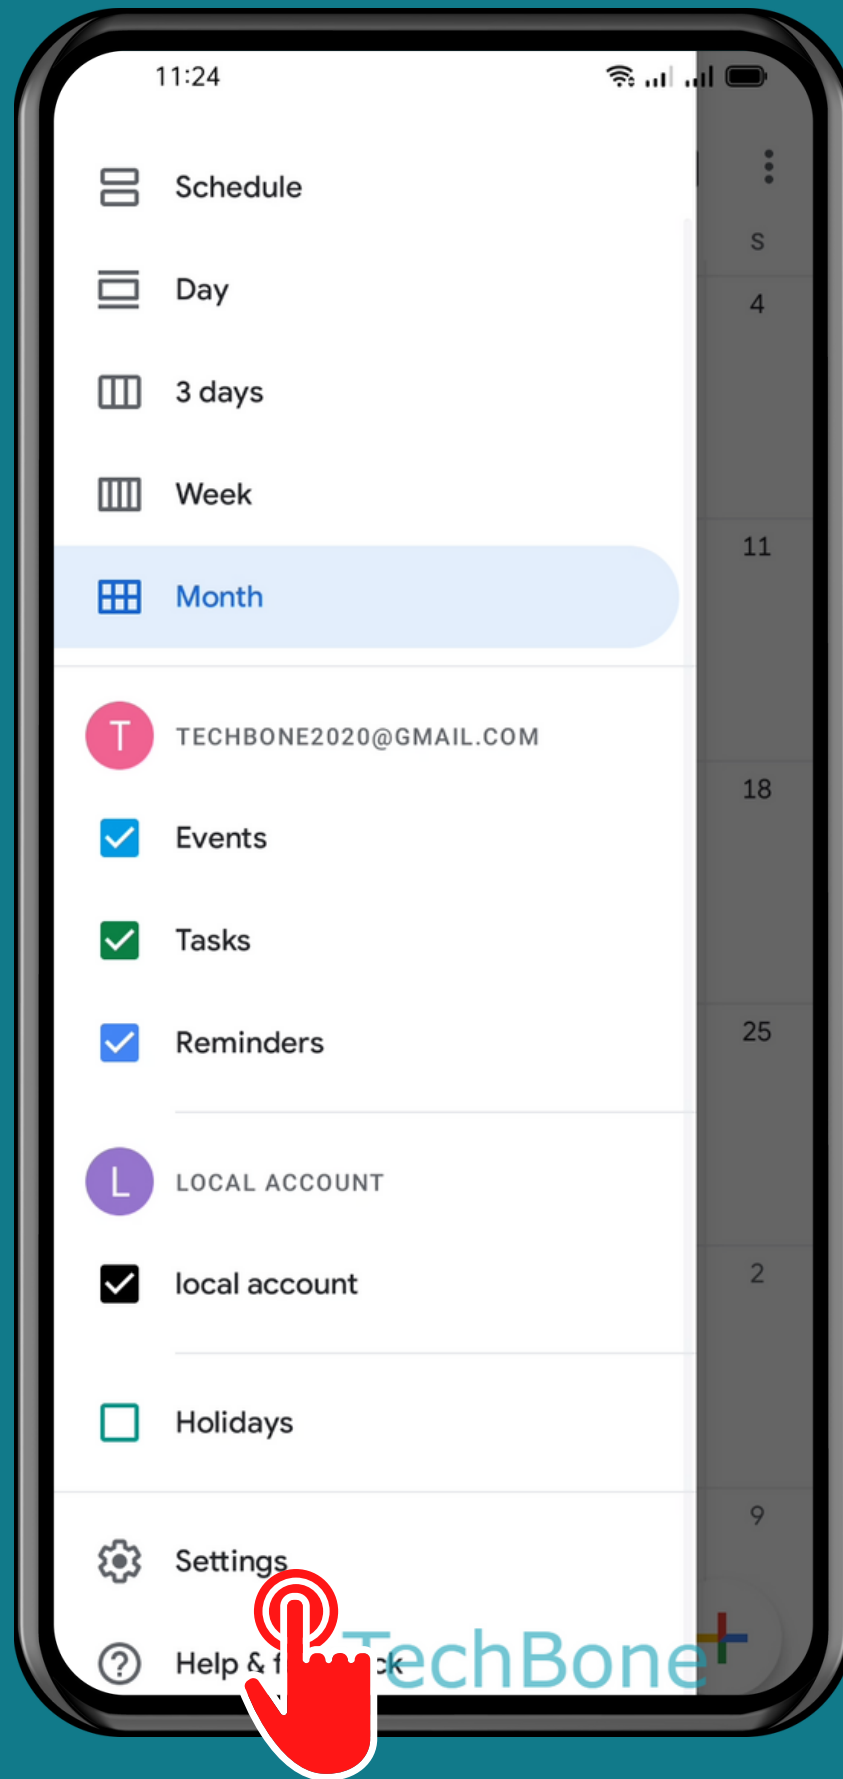 11:24
Schedule
S
Day
4
3 days
Week
11
Month
TECHBONE2020@GMAIL.COM
T
18
Events
Tasks
Reminders
25
L
LOCAL ACCOUNT
local account
2
Holidays
9
Settings
Help &
TechBone